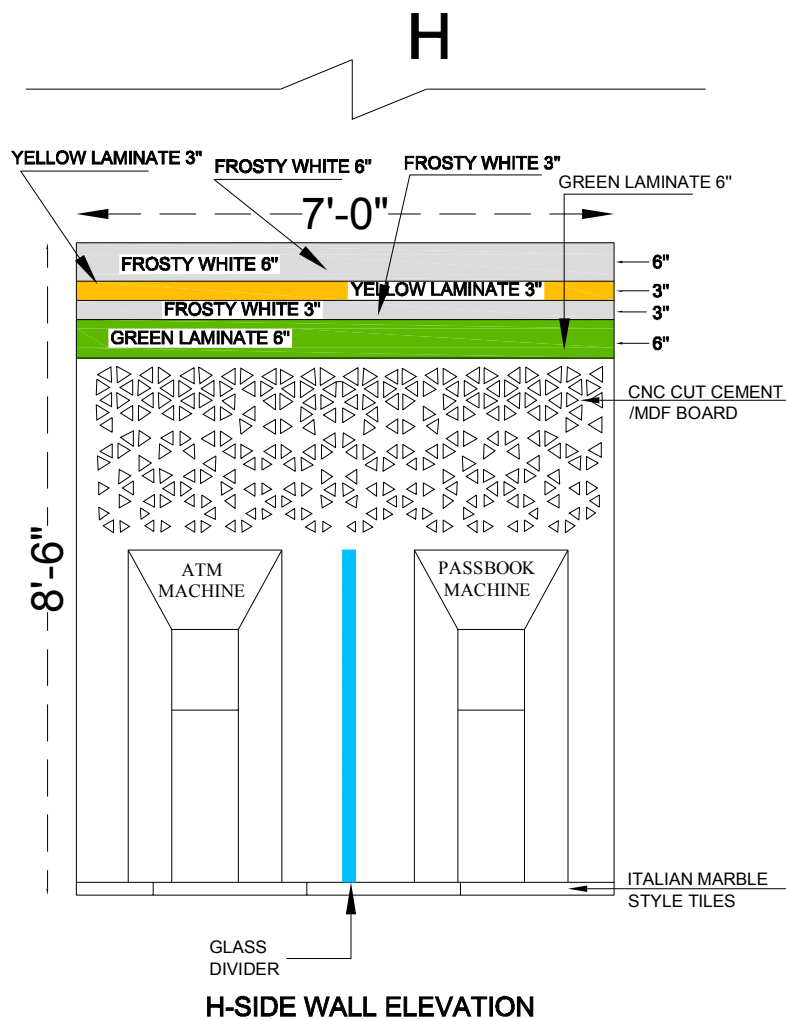 H
YELLOW LAMINATE 3"
FROSTY WHITE 6"
FROSTY WHITE 3"
GREEN LAMINATE 6"
7'-0"
FROSTY WHITE 6"
6"
YELLOW LAMINATE 3"
3"
FROSTY WHITE 3"
3"
GREEN LAMINATE 6"
6"
CNC CUT CEMENT
/MDF BOARD
8'-6"
ATM
MACHINE
PASSBOOK
MACHINE
ITALIAN MARBLE
STYLE TILES
GLASS
DIVIDER
H-SIDE WALL ELEVATION